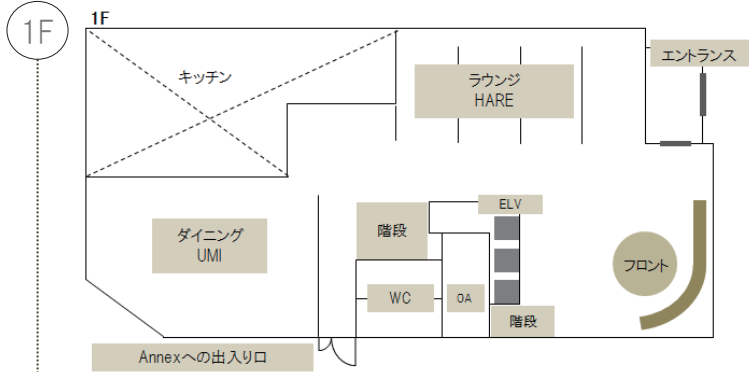 1F
1F
エントランス
キッチン
ラウンジ
HARE
ELV
階段
ダイニング
UMI
フロント
WC
OA
階段
Annexへの出入り口